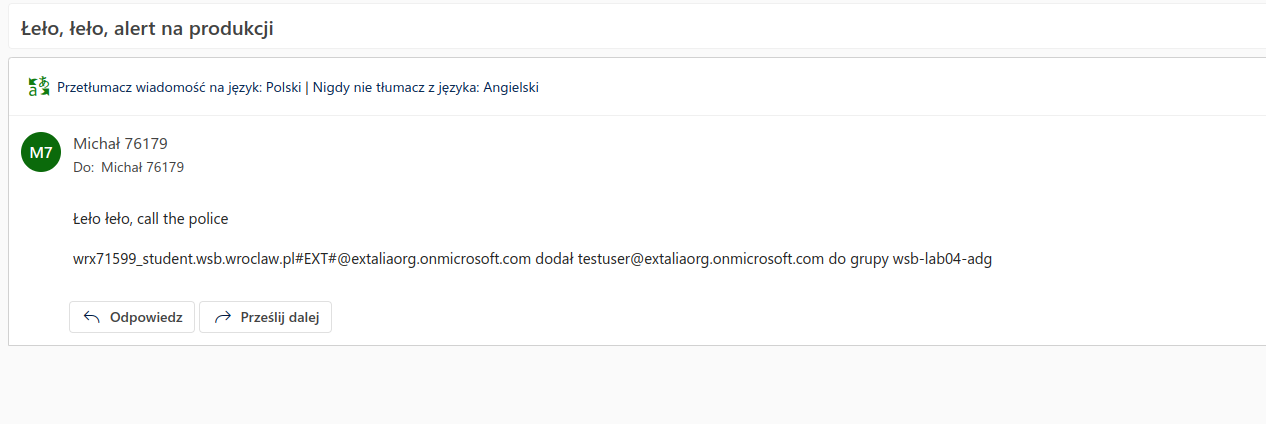 Łeło, łeło, alert na produkcji
Przetłumacz wiadomość na język: Polski | Nigdy nie tłumacz z języka: Angielski
M7
Michał 76179
Do: Michał 76179
Łeło łeło, call the police
wrx71599_student.wsb.wroclaw.pl#EXT#@extaliaorg.onmicrosoft.com dodał testuser@extaliaorg.onmicrosoft.com do grupy wsb-lab04-adg
Odpowiedz Prześlij dalej